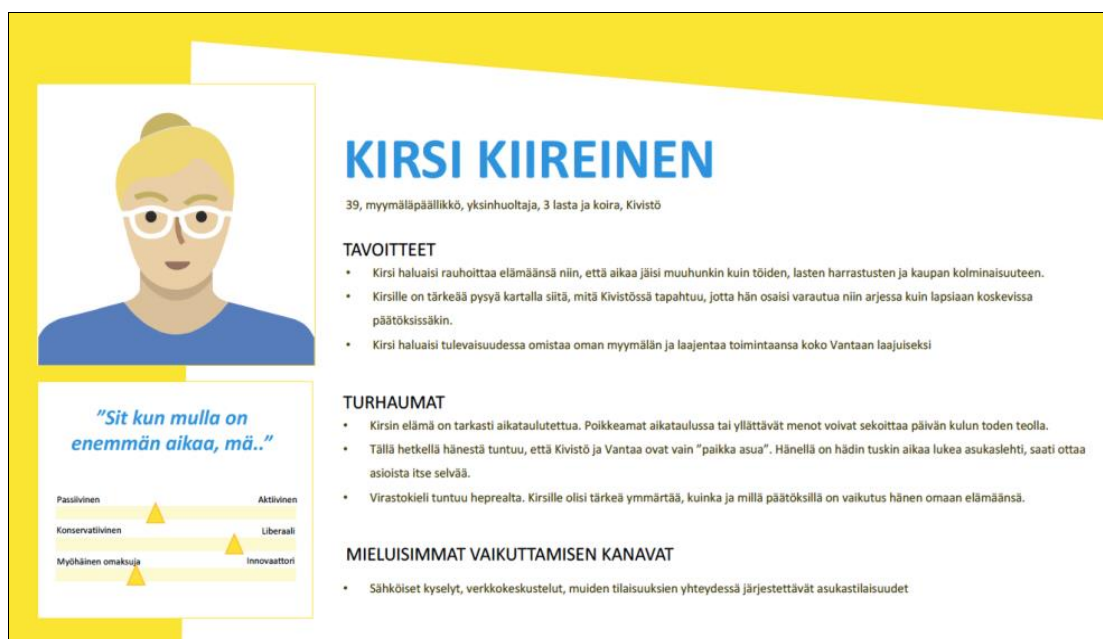 KIRSI KIIREINEN
39, myymäläpäällikkö, yksinhuoltaja, 3 lasta ja koira, Kivistö
TAVOITTEET
• Kirsi haluaisi rauhoittaa elämäänsä niin, että aikaa jäisi muuhunkin kuin töiden, lasten harrastusten ja kaupan kolminaisuuteen.
• Kirsille on tärkeää pysyä kartalla siitä, mitä Kivistössä tapahtuu, jotta hän osaisi varautua niin arjessa kuin lapsiaan koskevissa
päätöksissäkin.
• Kirsi haluaisi tulevaisuudessa omistaa oman myymälän ja laajentaa toimintaansa koko Vantaan laajuiseksi
TURHAUMAT
• Kirsin elämä on tarkasti aikataulutettua. Poikkeamat aikataulussa tai yllättävät menot voivat sekoittaa päivän kulun toden teolla.
• Tällä hetkellä hänestä tuntuu, että Kivistö ja Vantaa ovat vain "paikka asua". Hänellä on hädin tuskin aikaa lukea asukaslehti, saati ottaa
asioista itse selvää.
• Virastokieli tuntuu heprealta. Kirsille olisi tärkeä ymmärtää, kuinka ja millä päätöksillä on vaikutus hänen omaan elämäänsä.
MIELUISIMMAT VAIKUTTAMISEN KANAVAT
• Sähköiset kyselyt, verkkokeskustelut, muiden tilaisuuksien yhteydessä järjestettävät asukastilaisuudet
"Sit kun mulla on
enemmän aikaa, mä.."
Passiivinen Aktiivinen
Konservatiivinen Liberaali
Myöhäinen omaksuja Innovaattori